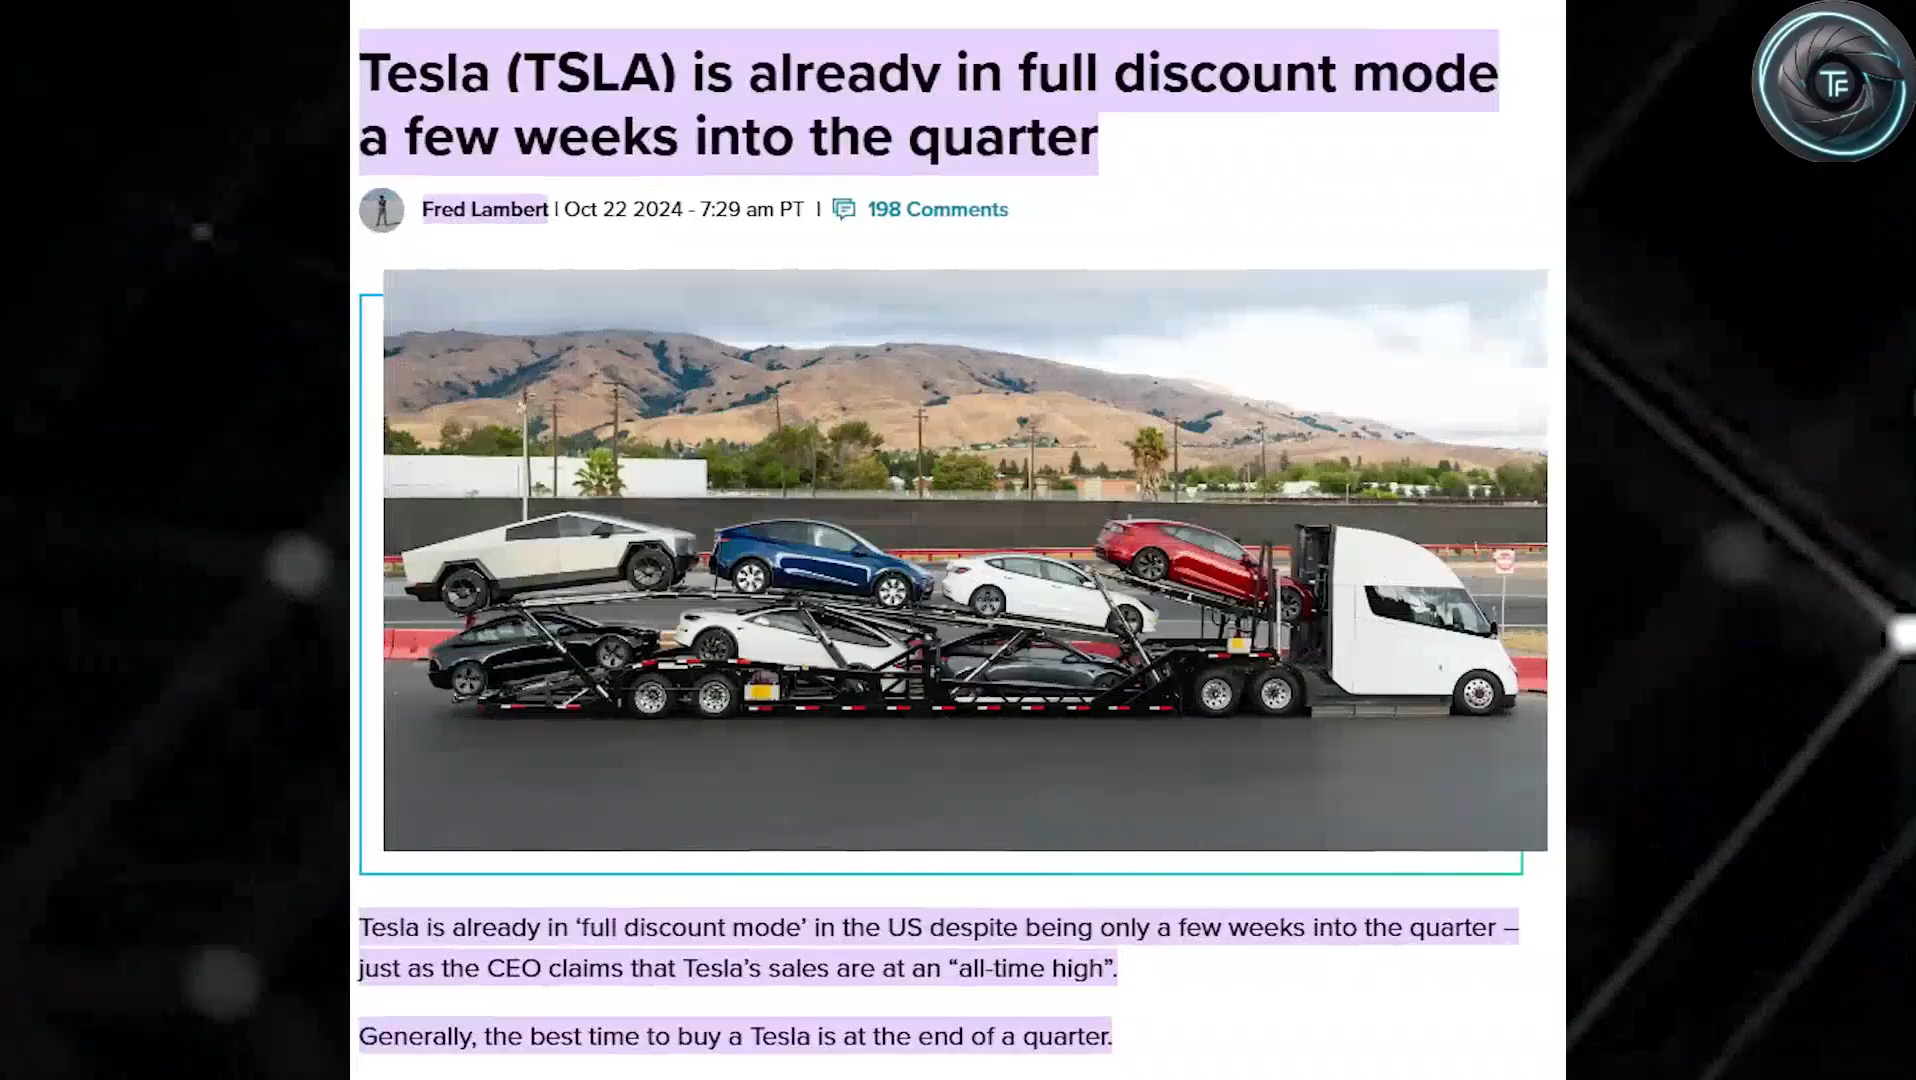 Tesla (TSLA) is already in full discount mode
a few weeks into the quarter
Fred Lambert | Oct 22 2024 - 7:29 am PT | 198 Comments
TF
Tesla is already in ‘full discount mode’ in the US despite being only a few weeks into the quarter –
just as the CEO claims that Tesla’s sales are at an “all-time high”.
Generally, the best time to buy a Tesla is at the end of a quarter.